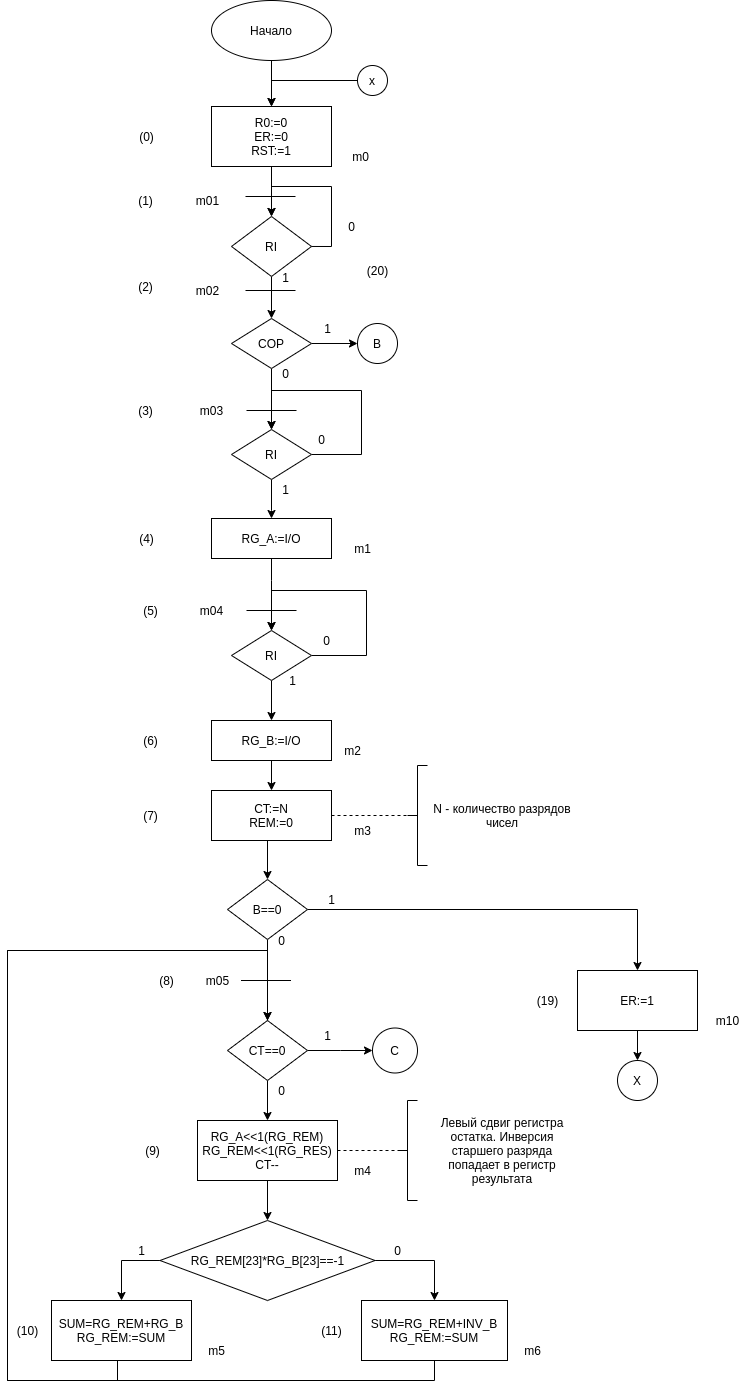 Начало
x
(0)
R0:=0
ER:=0
RST:=1
m0
(1)
m01
RI
0
1
(20)
(2)
m02
COP
1
B
0
(3)
m03
RI
0
1
(4)
RG_A:=I/O
m1
(5)
m04
RI
0
1
(6)
RG_B:=I/O
m2
(7)
CT:=N
REM:=0
m3
N - количество разрядов
чисел
B==0
1
0
(8)
m05
(19)
ER:=1
m10
CT==0
1
C
X
0
(9)
RG_A<<1(RG_REM)
RG_REM<<1(RG_RES)
CT--
m4
Левый сдвиг регистра
остатка. Инверсия
старшего разряда
попадает в регистр
результата
1
RG_REM[23]*RG_B[23]==-1
0
(10)
SUM=RG_REM+RG_B
RG_REM:=SUM
m5
(11)
SUM=RG_REM+INV_B
RG_REM:=SUM
m6